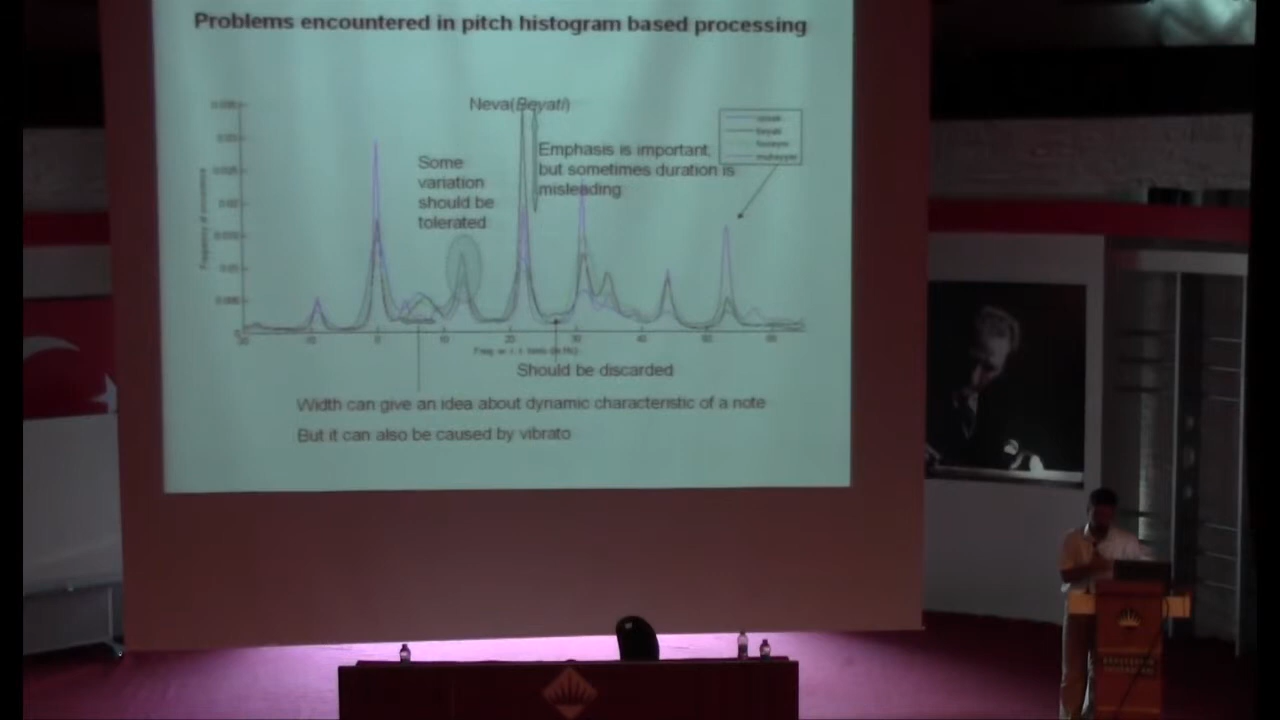 Problems encountered in pitch histogram based processing
Neva(Beyati)
Emphasis is important,
but sometimes duration is
misleading
Some
variation
should be
tolerated
Should be discarded
Width can give an idea about dynamic characteristic of a note
But it can also be caused by vibrato